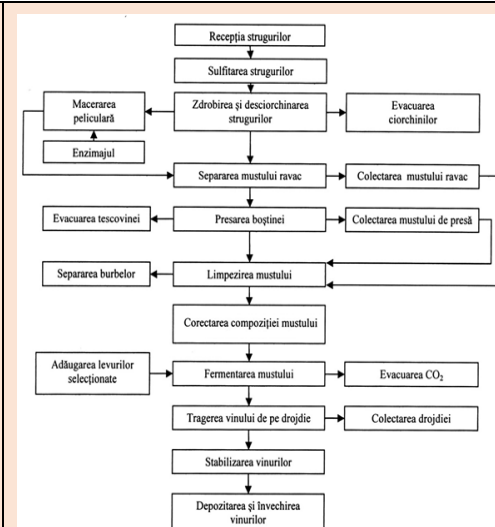 Recepția strugurilor
Sulfitarea strugurilor
Macerarea
peliculară
Zdrobirea și desciorchinarea
strugurilor
Evacuarea
ciorchinilor
Enzimajul
Separarea mustului ravac
Colectarea mustului ravac
Evacuarea tescovinei
Presarea boștinei
Colectarea mustului de presă
Separarea burbelor
Limpezirea mustului
Corectarea compoziției mustului
Adăugarea levurilor
selecționate
Fermentarea mustului
Evacuarea CO₂
Tragerea vinului de pe drojdie
Colectarea drojdiei
Stabilizarea vinurilor
Depozitarea și învechirea
vinurilor